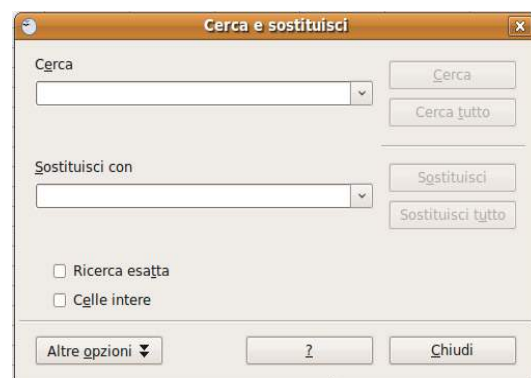 Cerca e sostituisci
Cerca
Cerca
Cerca tutto
Sostituisci con
Sostituisci
Sostituisci tutto
Ricerca esatta
Celle intere
Altre opzioni
?
Chiudi